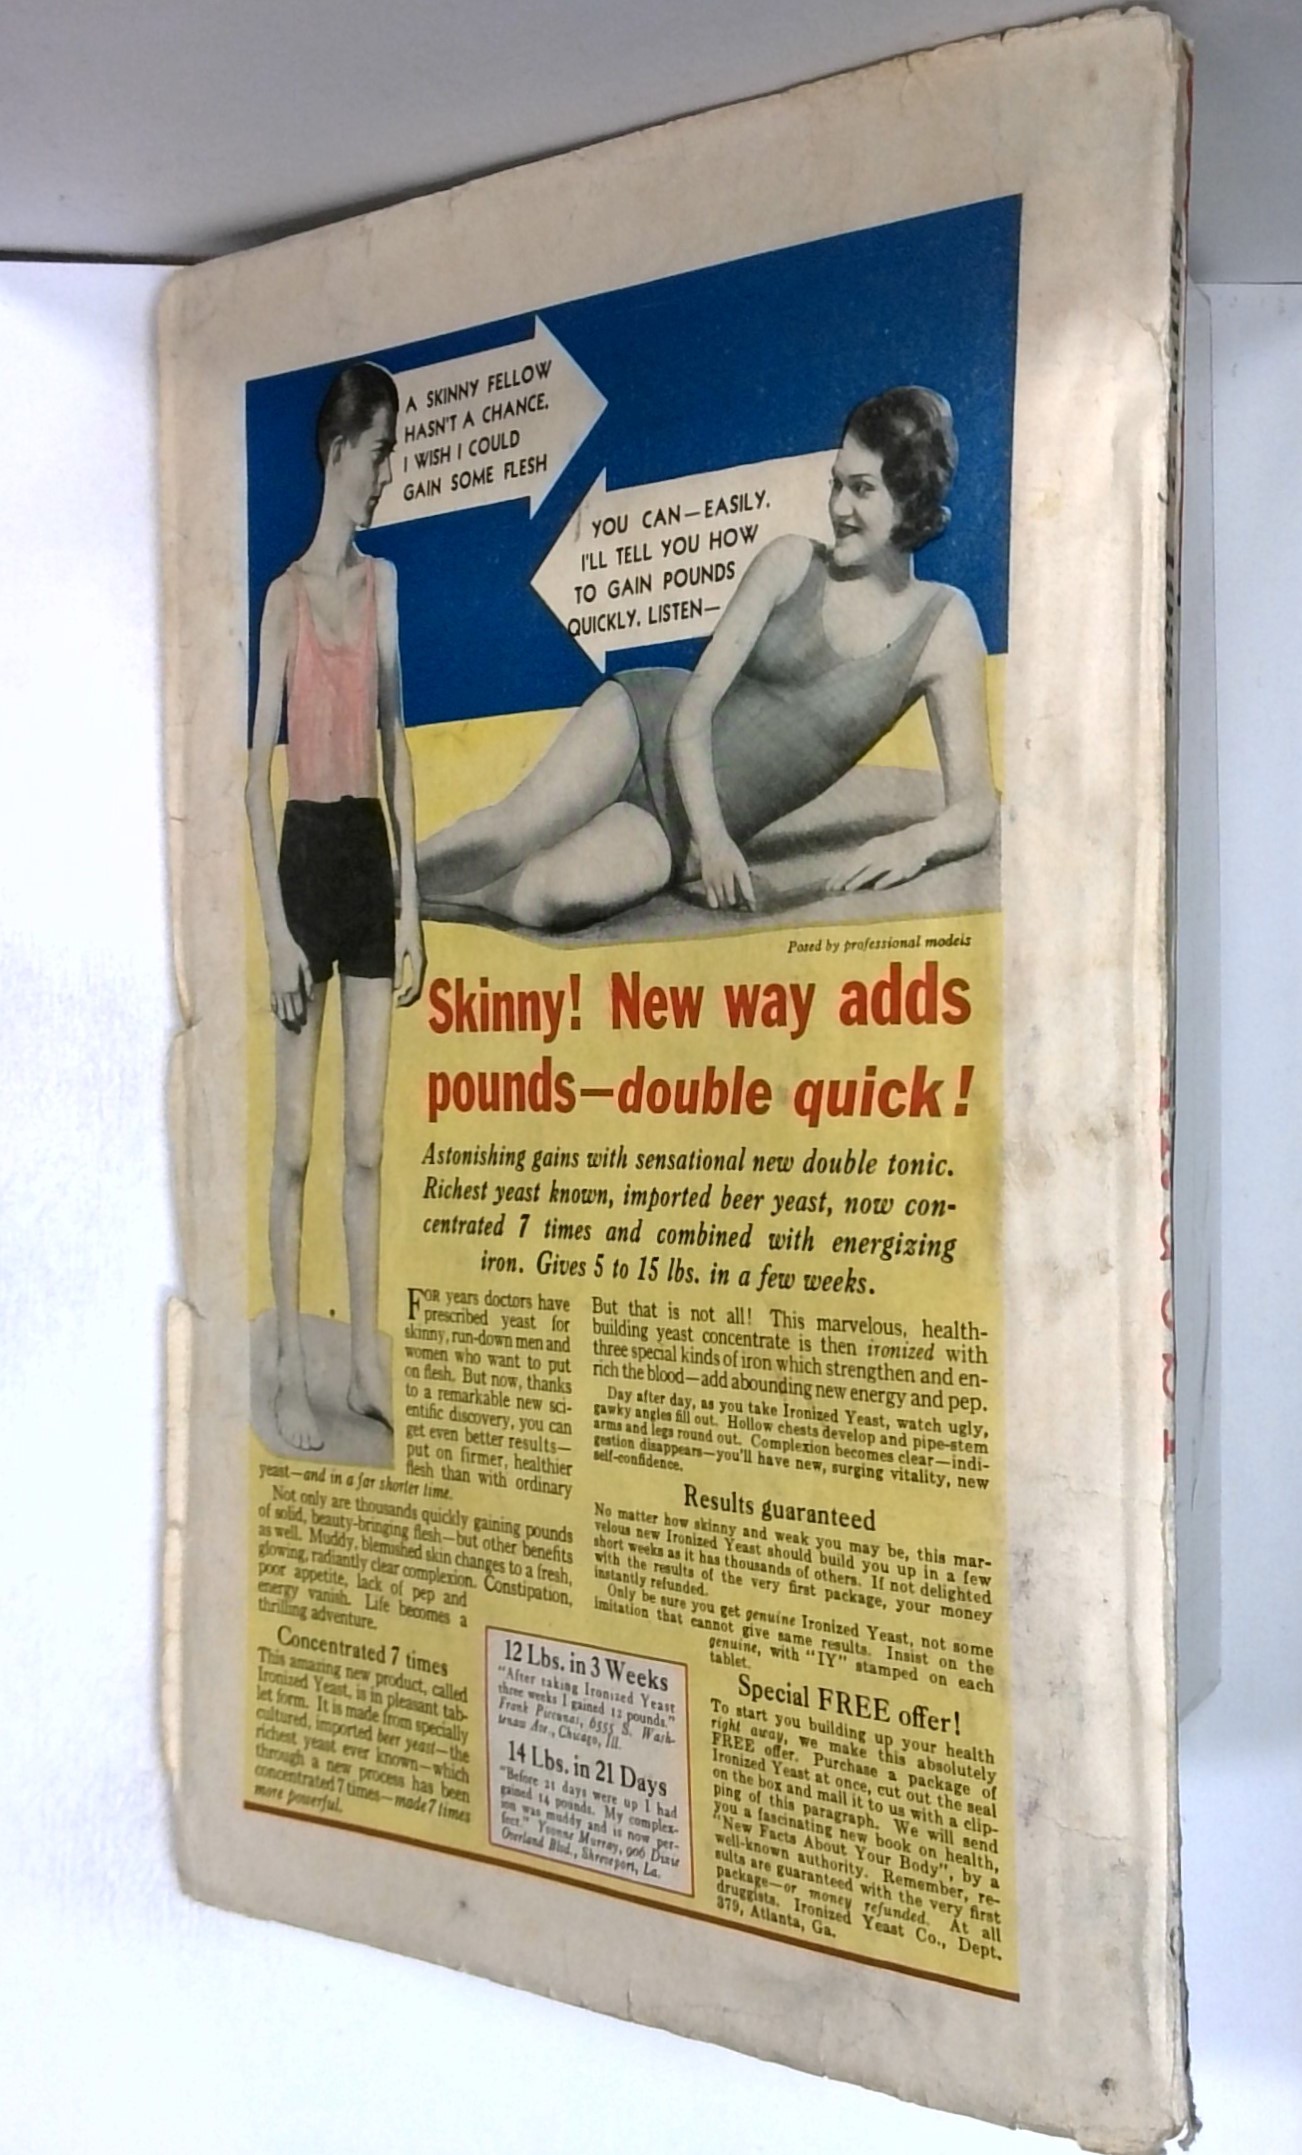 A SKINNY FELLOW
HASN'T A CHANCE.
I WISH I COULD
GAIN SOME FLESH
YOU CAN—EASILY.
I'LL TELL YOU HOW
TO GAIN POUNDS
QUICKLY. LISTEN—
Posed by professional models
Skinny! New way adds
pounds—double quick!
Astonishing gains with sensational new double tonic.
Richest yeast known, imported beer yeast, now con-
centrated 7 times and combined with energizing
iron. Gives 5 to 15 lbs. in a few weeks.
FOR years doctors have
prescribed yeast for
skinny, run-down men and
women who want to put
on flesh. But now, thanks
to a remarkable new sci-
entific discovery, you can
get even better results—
put on firmer, healthier
flesh than with ordinary
yeast—and in a far shorter time.
Not only are thousands quickly gaining pounds
of solid, beauty-bringing flesh—but other benefits
as well. Muddy, blemished skin changes to a fresh,
glowing, radiantly clear complexion. Constipation,
poor appetite, lack of pep and
energy vanish. Life becomes a
thrilling adventure.
Concentrated 7 times
This amazing new product, called
Ironized Yeast, is in pleasant tab-
let form. It is made from specially
cultured, imported beer yeast—the
richest yeast ever known—which
through a new process has been
concentrated 7 times—made 7 times
more powerful.
12 Lbs. in 3 Weeks
"After taking Ironized Yeast
three weeks I gained 12 pounds."
Frank 6555 S. Wash-
tenaw Ave., Chicago, Ill.
14 Lbs. in 21 Days
"Before 21 days were up I had
gained 14 pounds. My complex-
ion was muddy and is now per-
fect." Yvonne Murray, 906 Dixie
Overland Blvd., Shreveport, La.
But that is not all! This marvelous, health-
building yeast concentrate is then ironized with
three special kinds of iron which strengthen and en-
rich the blood—add abounding new energy and pep.
Day after day, as you take Ironized Yeast, watch ugly,
gawky angles fill out. Hollow chests develop and pipe-stem
arms and legs round out. Complexion becomes clear—indi-
gestion disappears—you'll have new, surging vitality, new
self-confidence.
Results guaranteed
No matter how skinny and weak you may be, this mar-
velous new Ironized Yeast should build you up in a few
short weeks as it has thousands of others. If not delighted
with the results of the very first package, your money
instantly refunded.
Only be sure you get genuine Ironized Yeast, not some
imitation that cannot give same results. Insist on the
genuine, with "IY" stamped on each
tablet.
Special FREE offer!
To start you building up your health
right away, we make this absolutely
FREE offer. Purchase a package of
Ironized Yeast at once, cut out the seal
on the box and mail it to us with a clip-
ping of this paragraph. We will send
you a fascinating new book on health,
"New Facts About Your Body", by a
well-known authority. Remember, re-
sults are guaranteed with the very first
package—or money refunded. At all
druggists. Ironized Yeast Co., Dept.
379, Atlanta, Ga.